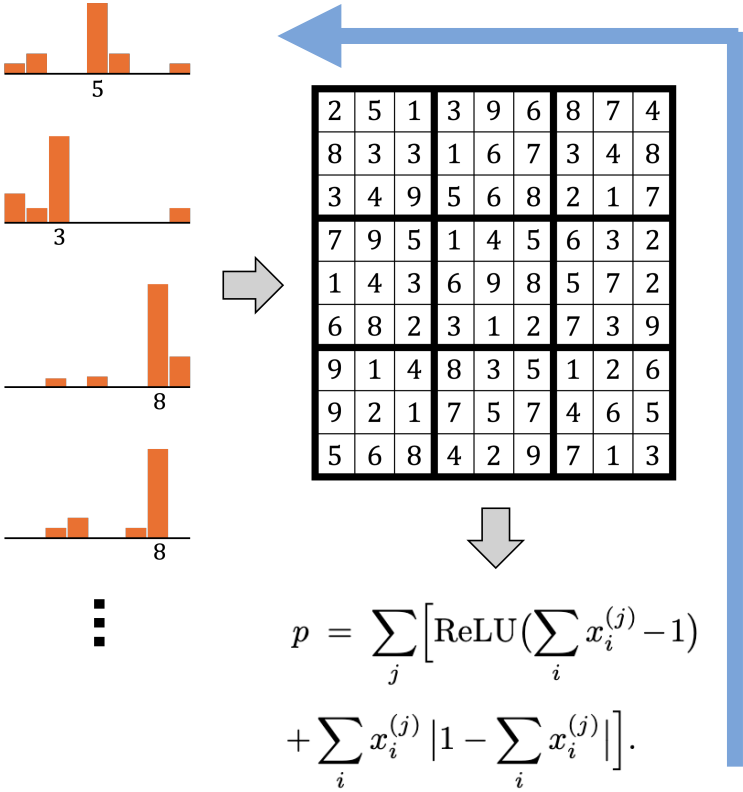 5
3
8
8
2 5 1 3 9 6 8 7 4
8 3 3 1 6 7 3 4 8
3 4 9 5 6 8 2 1 7
7 9 5 1 4 5 6 3 2
1 4 3 6 9 8 5 7 2
6 8 2 3 1 2 7 3 9
9 1 4 8 3 5 1 2 6
9 2 1 7 5 7 4 6 5
5 6 8 4 2 9 7 1 3
p = ∑_j [ReLU(∑_i x_i^{(j)} − 1)
+ ∑_i x_i^{(j)} |1 − ∑_i x_i^{(j)}|].